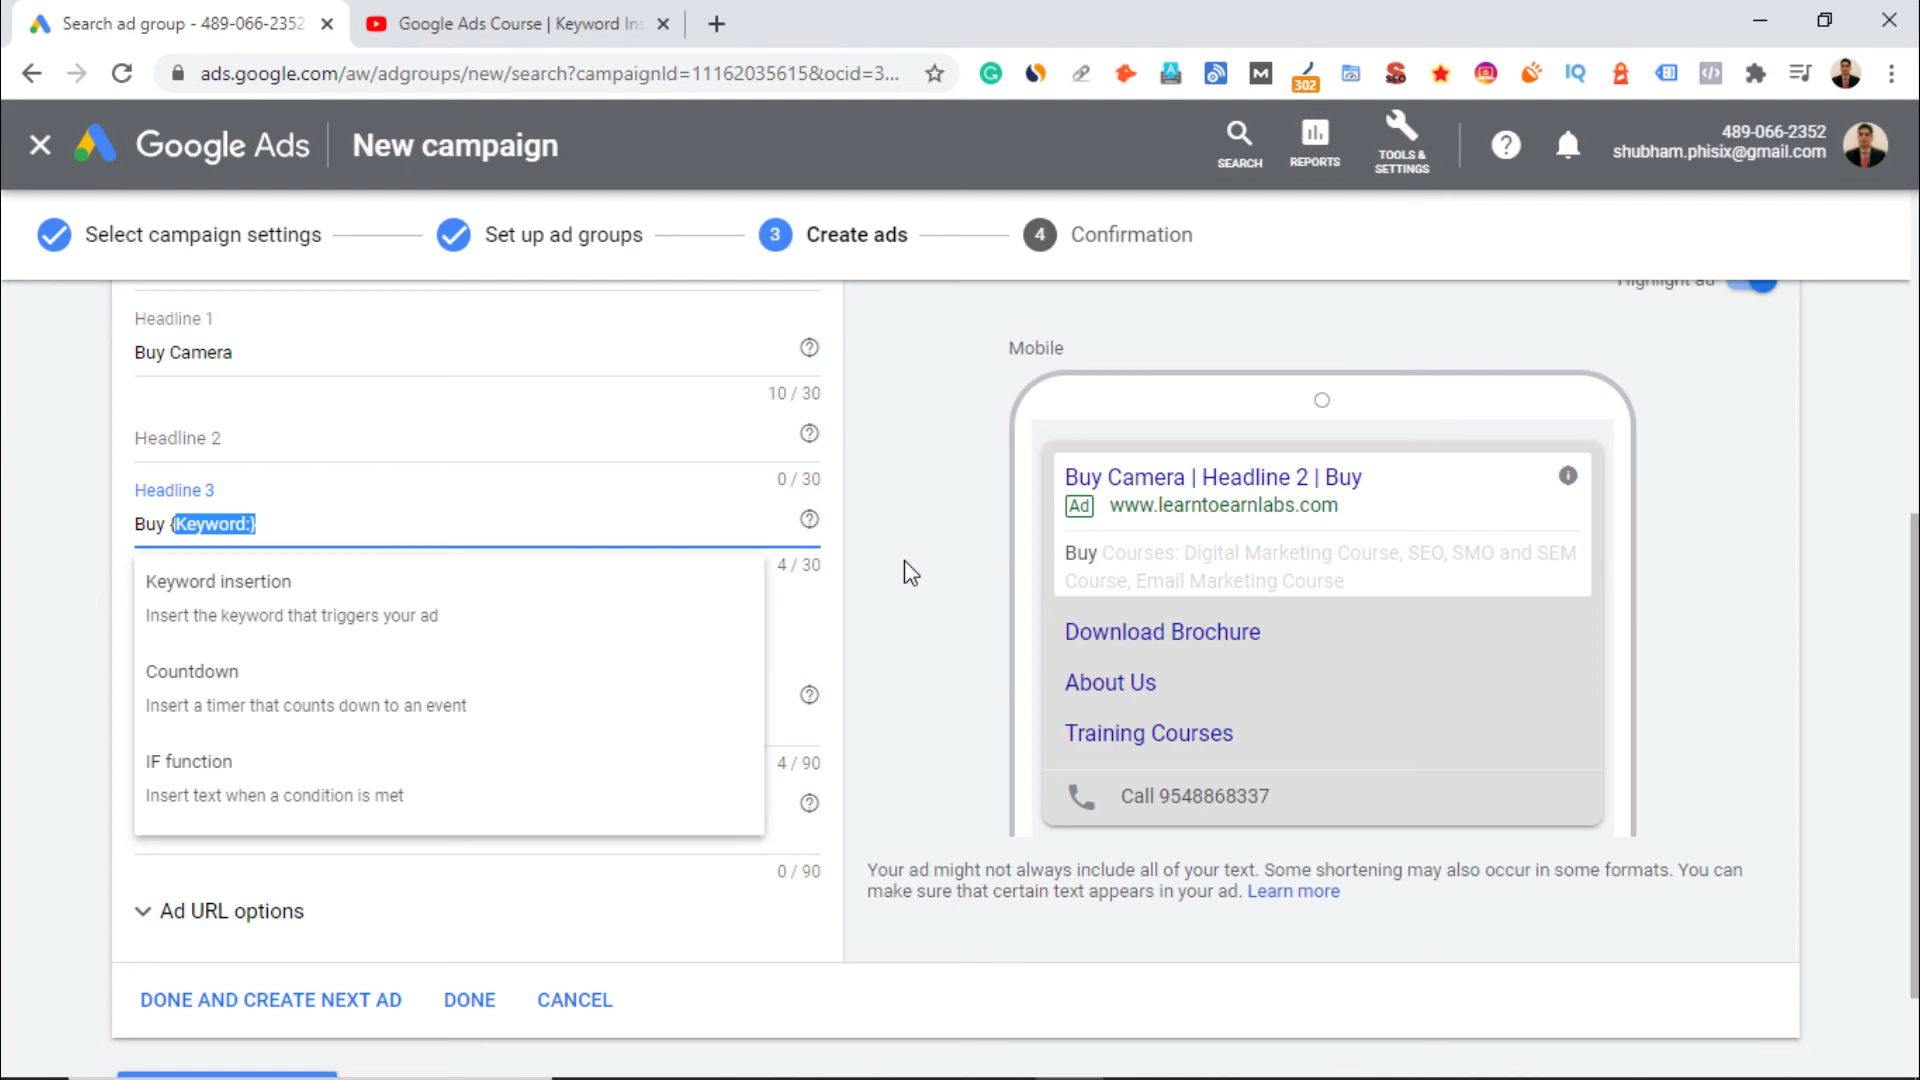 Search ad group - 489-066-2352
Google Ads Course | Keyword Ins
ads.google.com/aw/adgroups/new/search?campaignId=11162035615&ocid=3...
302
SEO
IQ
Google Ads
New campaign
SEARCH
REPORTS
TOOLS &
SETTINGS
489-066-2352
shubham.phisix@gmail.com
Select campaign settings
Set up ad groups
3
Create ads
4
Confirmation
Highlight ad
Headline 1
Buy Camera
10 / 30
Headline 2
0 / 30
Headline 3
Buy {Keyword:}
4 / 30
Keyword insertion
Insert the keyword that triggers your ad
Countdown
Insert a timer that counts down to an event
IF function
Insert text when a condition is met
4 / 90
0 / 90
Ad URL options
DONE AND CREATE NEXT AD
DONE
CANCEL
Mobile
Buy Camera | Headline 2 | Buy
Ad www.learntoearnlabs.com
Buy Courses: Digital Marketing Course, SEO, SMO and SEM
Course, Email Marketing Course
Download Brochure
About Us
Training Courses
Call 9548868337
Your ad might not always include all of your text. Some shortening may also occur in some formats. You can
make sure that certain text appears in your ad. Learn more